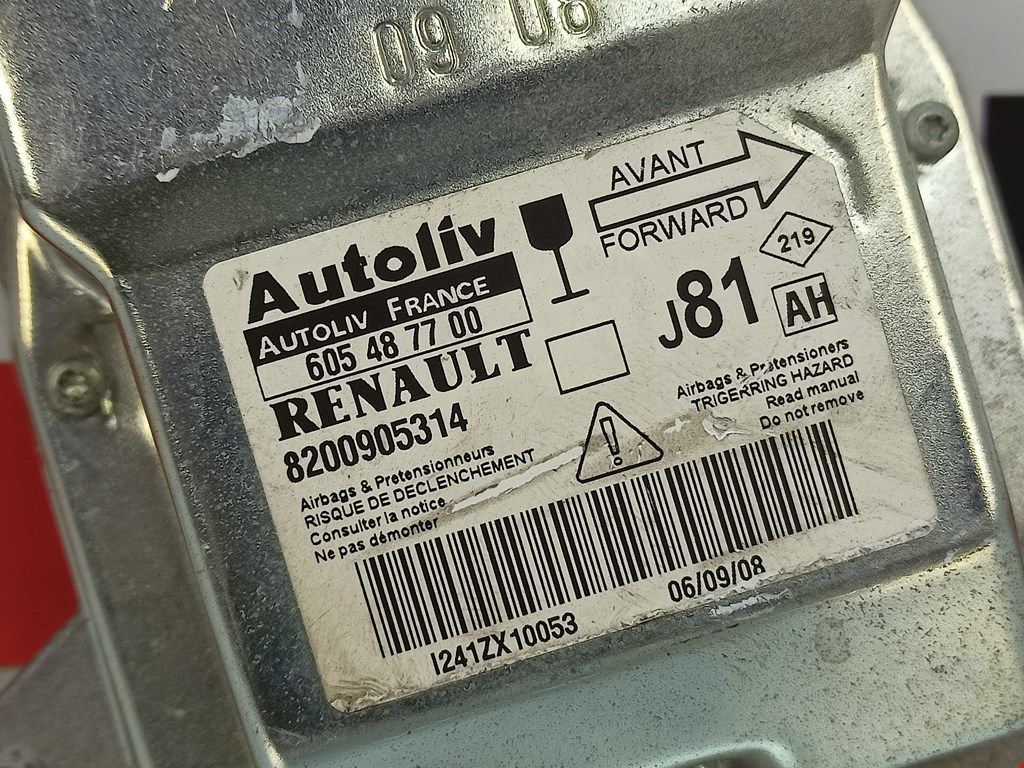 09 08
AVANT
FORWARD
219
Autoliv
AUTOLIV FRANCE
605 48 77 00
RENAULT
8200905314
J81
AH
Airbags & Pretensionneurs
RISQUE DE DECLENCHEMENT
Consulter la notice
Ne pas démonter
Airbags & Pretensioners
TRIGERRING HAZARD
Read manual
Do not remove
I241ZX10053
06/09/08